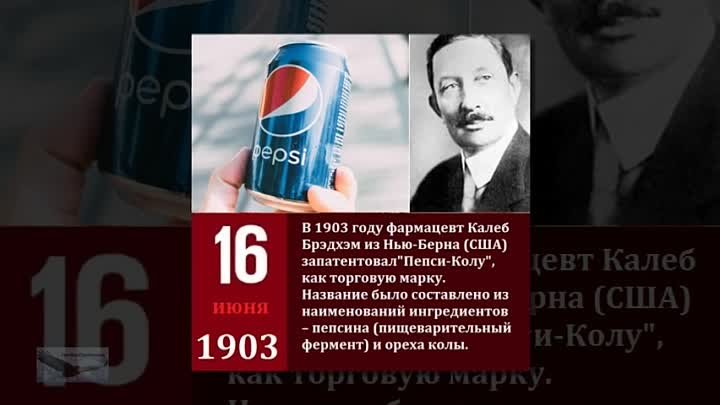 pepsi
16
июня
1903
В 1903 году фармацевт Калеб
Брэдхэм из Нью-Берна (США)
запатентовал"Пепси-Колу",
как торговую марку.
Название было составлено из
наименований ингредиентов
– пепсина (пищеварительный
фермент) и ореха колы.